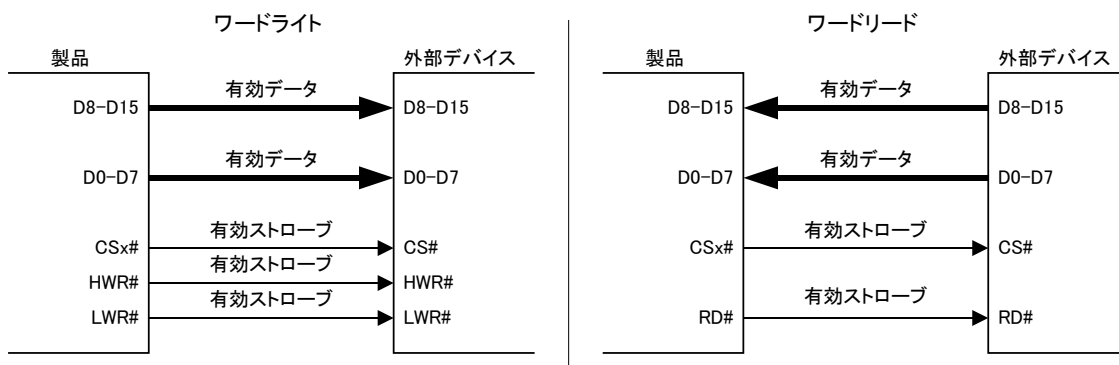 ワードライト
製品
外部デバイス
D8-D15
有効データ
D8-D15
D0-D7
有効データ
D0-D7
CSx#
有効ストローブ
CS#
HWR#
有効ストローブ
HWR#
LWR#
有効ストローブ
LWR#
ワードリード
製品
外部デバイス
D8-D15
有効データ
D8-D15
D0-D7
有効データ
D0-D7
CSx#
有効ストローブ
CS#
RD#
有効ストローブ
RD#